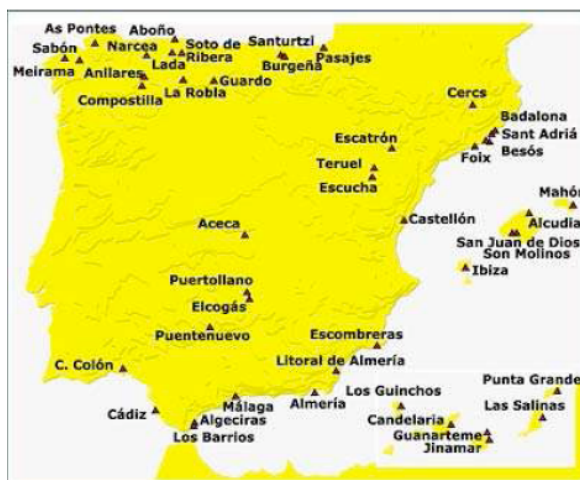 As Pontes
Aboño
Sabón
Narcea
Soto de
Ribera
Santurtzi
Meirama
Anllares
Lada
Burgeña
Pasajes
Compostilla
La Robla
Guardo
Cercs
Badalona
Sant Adriá
Escatrón
Foix
Besós
Teruel
Escucha
Mahón
Castellón
Alcudia
Aceca
San Juan de Dios
Son Molinos
Ibiza
Puertollano
Elcogás
Puentenuevo
Escombreras
C. Colón
Litoral de Almería
Punta Grande
Los Guinchos
Cádiz
Málaga
Almería
Las Salinas
Algeciras
Candelaria
Los Barrios
Guanarteme
Jinamar